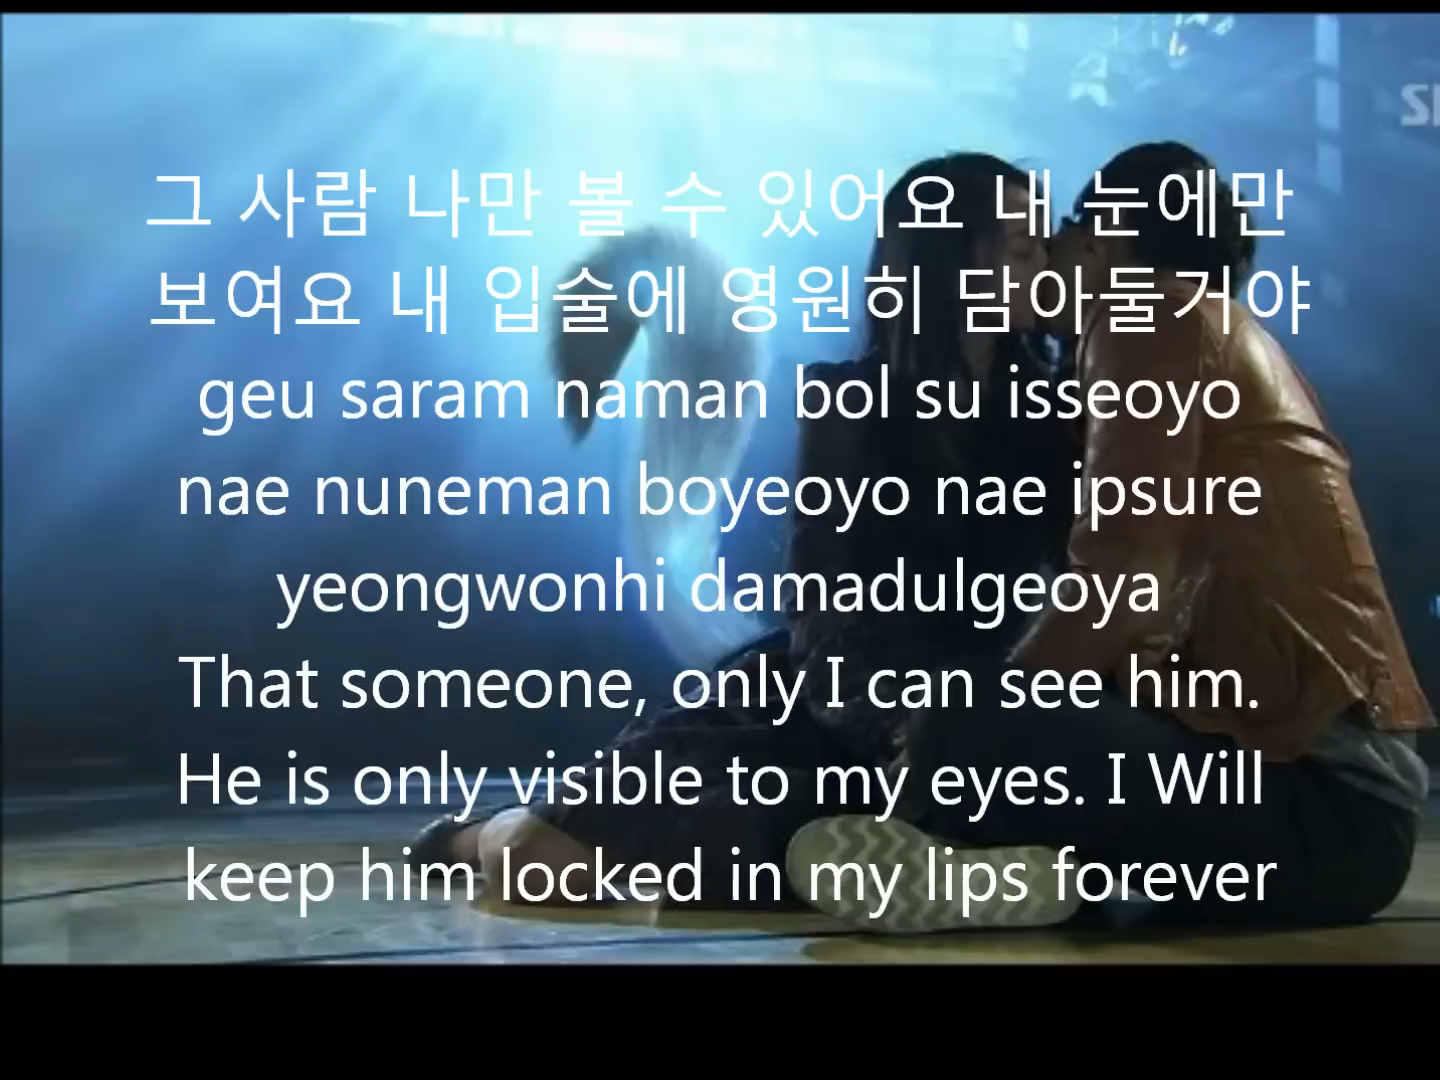 그 사람 나만 볼 수 있어요 내 눈에만
보여요 내 입술에 영원히 담아둘거야
geu saram naman bol su isseoyo
nae nuneman boyeoyo nae ipsure
yeongwonhi damadulgeoya
That someone, only I can see him.
He is only visible to my eyes. I Will
keep him locked in my lips forever